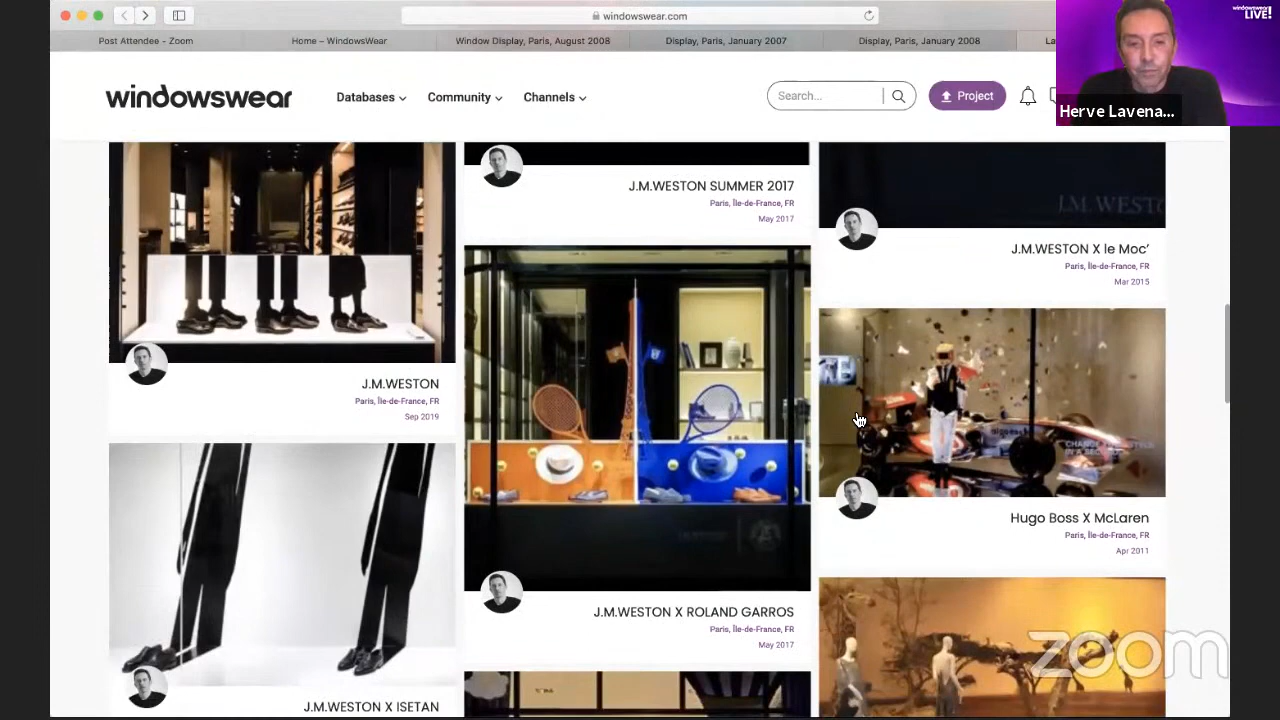 windowswear.com
Post Attendee - Zoom
Home – WindowsWear
Window Display, Paris, August 2008
Display, Paris, January 2007
Display, Paris, January 2008
La
windowswear
LIVE!
Herve Lavena...
windowswear
Databases
Community
Channels
Search...
Project
J.M.WESTON
Paris, Île-de-France, FR
Sep 2019
J.M.WESTON X ISETAN
J.M.WESTON SUMMER 2017
Paris, Île-de-France, FR
May 2017
J.M.WESTON X ROLAND GARROS
Paris, Île-de-France, FR
May 2017
J.M. WEST
J.M.WESTON X le Moc’
Paris, Île-de-France, FR
Mar 2015
Hugo Boss X McLaren
Paris, Île-de-France, FR
Apr 2011
zoom